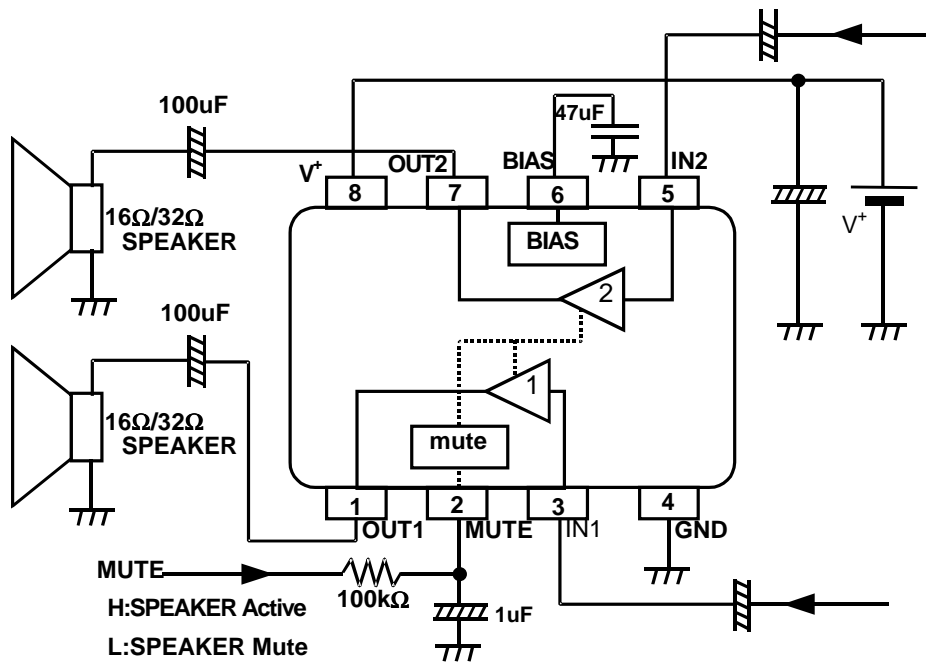 100uF
47uF
V+
OUT2
BIAS
IN2
8
7
6
5
16Ω/32Ω
SPEAKER
BIAS
V+
2
100uF
1
16Ω/32Ω
SPEAKER
mute
1
2
3
4
OUT1
MUTE
IN1
GND
MUTE
100kΩ
H:SPEAKER Active
1uF
L:SPEAKER Mute